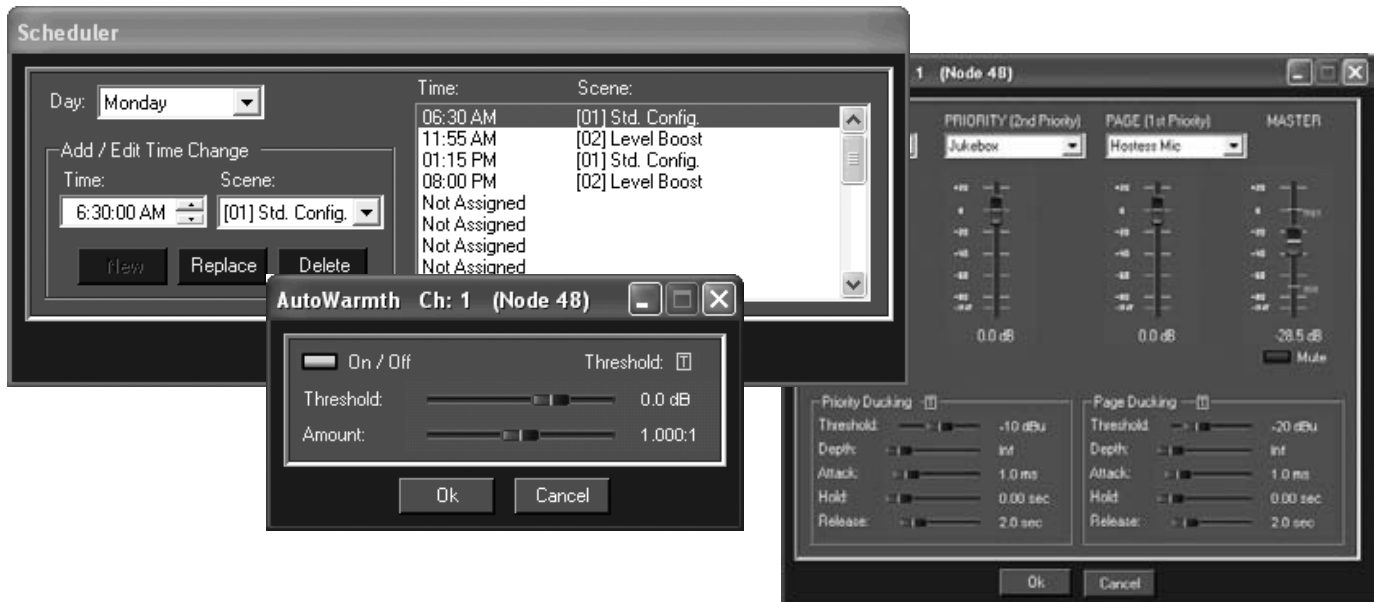 Scheduler
Day: Monday
Add / Edit Time Change
Time: Scene:
6:30:00 AM [01] Std. Config.
New Replace Delete
Time: Scene:
06:30 AM [01] Std. Config.
11:55 AM [02] Level Boost
01:15 PM [01] Std. Config.
08:00 PM [02] Level Boost
Not Assigned
Not Assigned
Not Assigned
Not Assigned
AutoWarmth Ch: 1 (Node 48)
On / Off Threshold: T
Threshold: 0.0 dB
Amount: 1.000:1
Ok Cancel
1 (Node 48)
PRIORITY (2nd Priority) PAGE (1st Priority) MASTER
Jukebox Hostess Mic
0.0 dB 0.0 dB -28.5 dB
Mute
Priority Ducking T
Threshold: -10 dBu
Depth: Inf
Attack: 1.0 ms
Hold: 0.00 sec
Release: 2.0 sec
Page Ducking T
Threshold: -20 dBu
Depth: Inf
Attack: 1.0 ms
Hold: 0.00 sec
Release: 2.0 sec
Ok Cancel